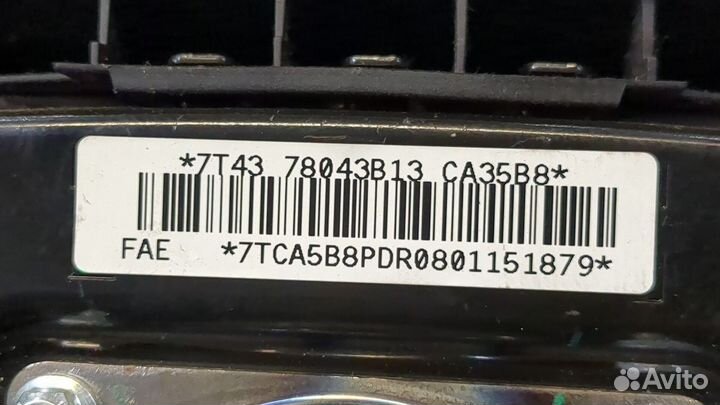 *7T43 78043B13 CA35B8*
FAE *7TCA5B8PDR0801151879*
Avito